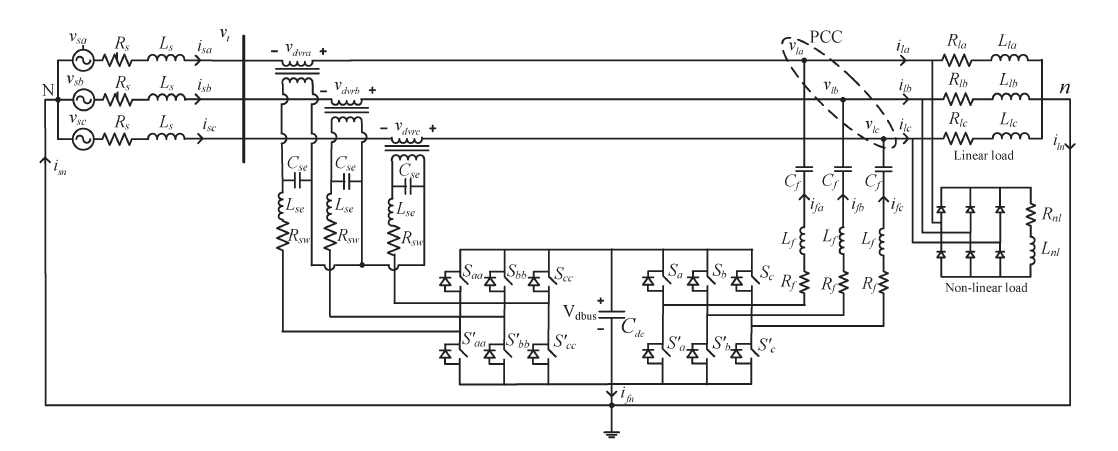 v_sa R_s L_s i_sa v_t
- v_dvra +
v_la PCC i_la R_la L_la
N v_sb R_s L_s i_sb
- v_dvrb +
v_lb i_lb R_lb L_lb n
v_sc R_s L_s i_sc
- v_dvrc +
v_lc i_lc R_lc L_lc
Linear load
i_sn i_ln
C_se C_se C_se
C_f C_f C_f
L_se L_se L_se
i_fa i_fb i_fc
R_sw R_sw R_sw
L_f L_f L_f
R_nl
L_nl
Non-linear load
S_aa S_bb S_cc
S_a S_b S_c
R_f R_f R_f
+
V_dbus C_dc
-
S'_aa S'_bb S'_cc
S'_a S'_b S'_c
i_fn